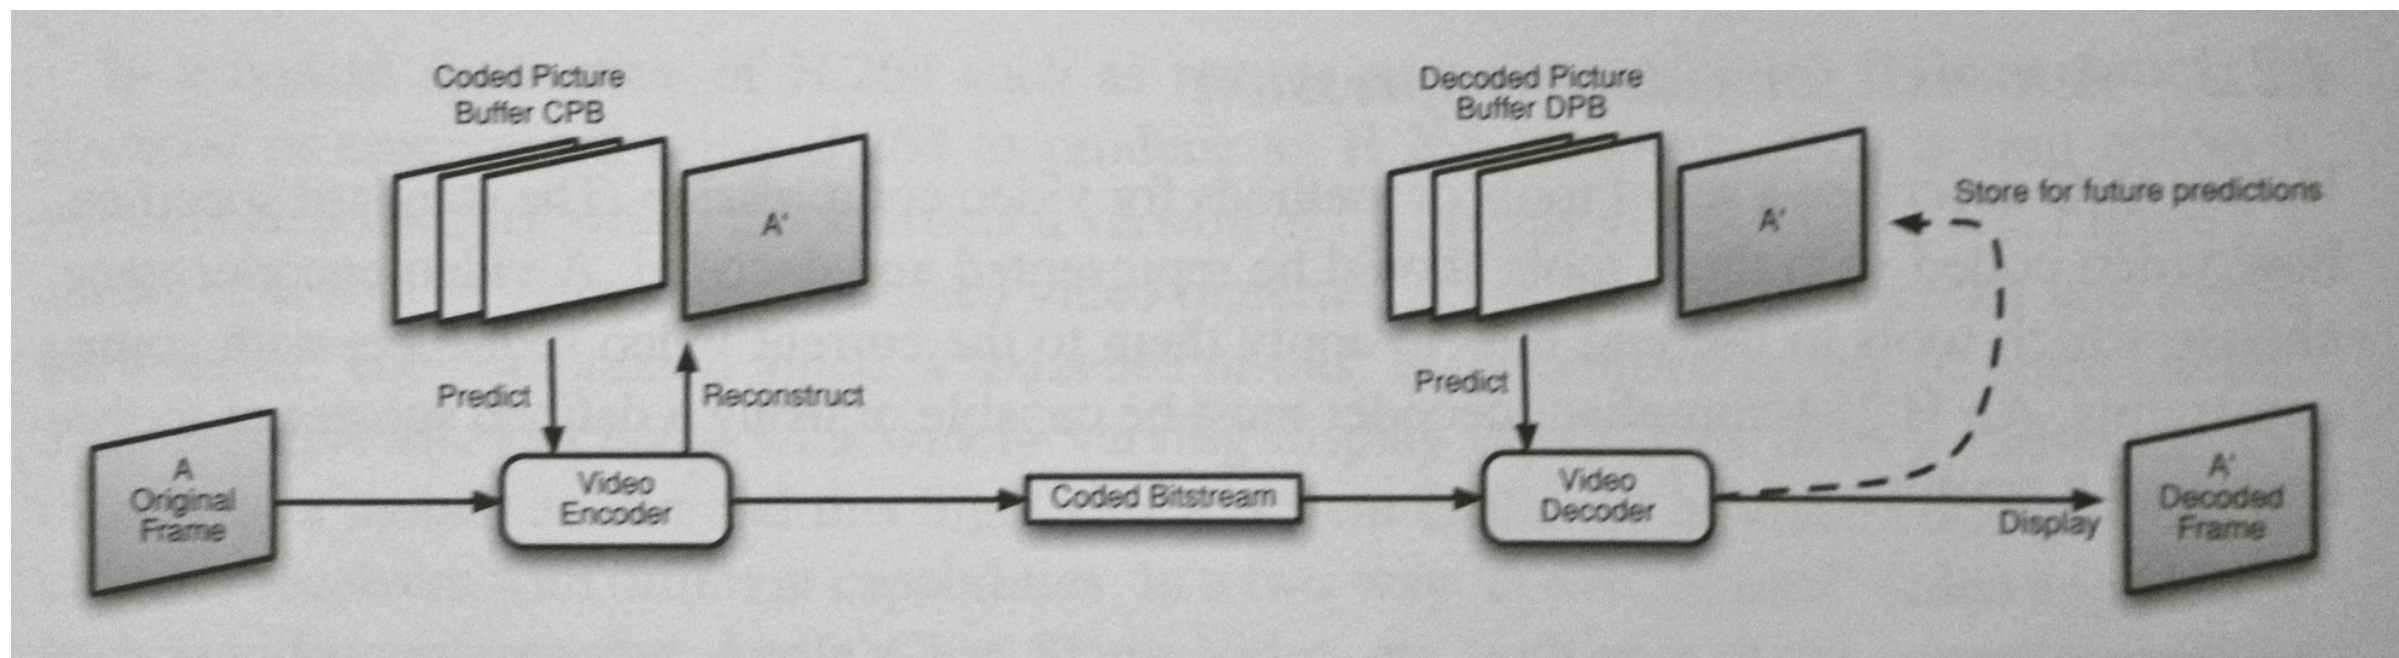 Coded Picture
Buffer CPB
Decoded Picture
Buffer DPB
A'
A'
Store for future predictions
Predict
Reconstruct
Predict
A
Original
Frame
Video
Encoder
Coded Bitstream
Video
Decoder
Display
A'
Decoded
Frame